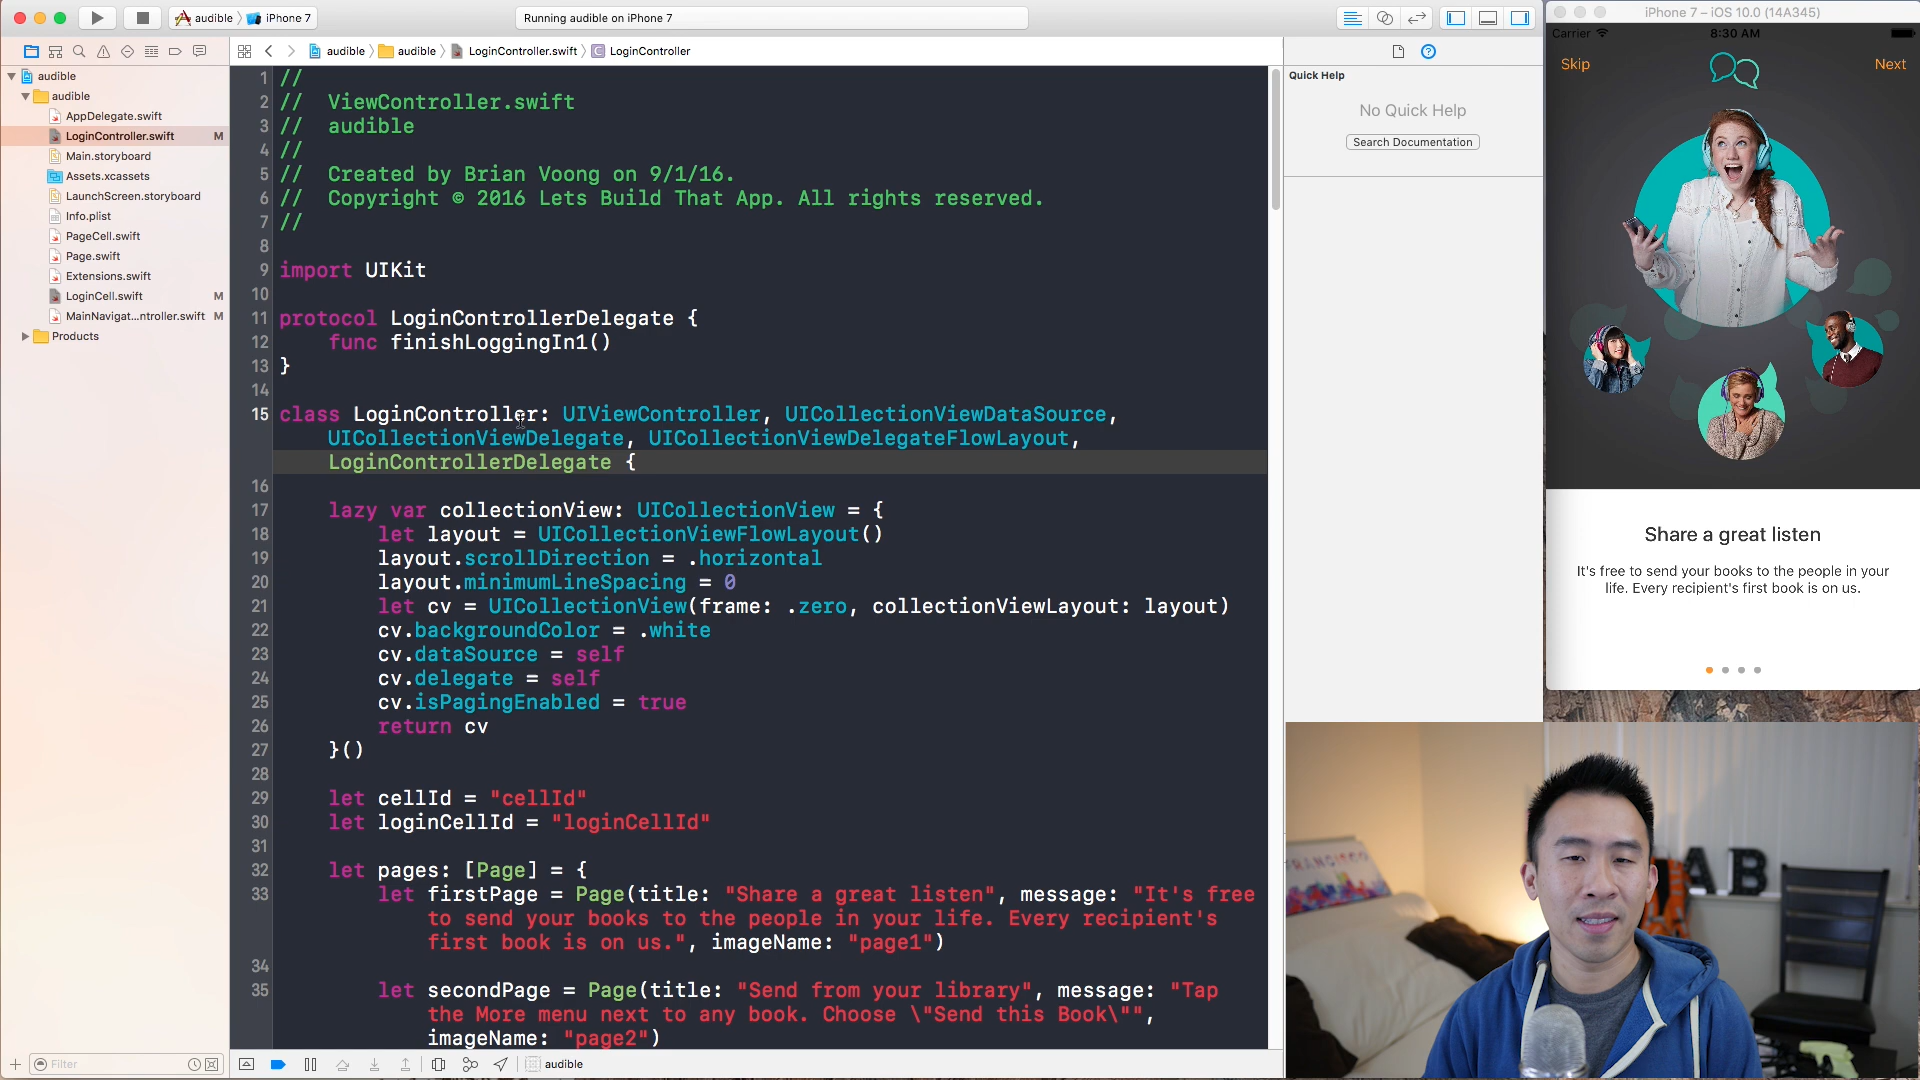 audible
iPhone 7
Running audible on iPhone 7
audible
audible
LoginController.swift
LoginController
audible
audible
AppDelegate.swift
LoginController.swift M
Main.storyboard
Assets.xcassets
LaunchScreen.storyboard
Info.plist
PageCell.swift
Page.swift
Extensions.swift
LoginCell.swift M
MainNavigat...ntroller.swift M
Products
Filter
1 //
2 // ViewController.swift
3 // audible
4 //
5 // Created by Brian Voong on 9/1/16.
6 // Copyright © 2016 Lets Build That App. All rights reserved.
7 //
8
9 import UIKit
10
11 protocol LoginControllerDelegate {
12 func finishLoggingIn1()
13 }
14
15 class LoginController: UIViewController, UICollectionViewDataSource,
UICollectionViewDelegate, UICollectionViewDelegateFlowLayout,
LoginControllerDelegate {
16
17 lazy var collectionView: UICollectionView = {
18 let layout = UICollectionViewFlowLayout()
19 layout.scrollDirection = .horizontal
20 layout.minimumLineSpacing = 0
21 let cv = UICollectionView(frame: .zero, collectionViewLayout: layout)
22 cv.backgroundColor = .white
23 cv.dataSource = self
24 cv.delegate = self
25 cv.isPagingEnabled = true
26 return cv
27 }()
28
29 let cellId = "cellId"
30 let loginCellId = "loginCellId"
31
32 let pages: [Page] = {
33 let firstPage = Page(title: "Share a great listen", message: "It's free
to send your books to the people in your life. Every recipient's
first book is on us.", imageName: "page1")
34
35 let secondPage = Page(title: "Send from your library", message: "Tap
the More menu next to any book. Choose \"Send this Book\"",
imageName: "page2")
audible
Quick Help
No Quick Help
Search Documentation
iPhone 7 – iOS 10.0 (14A345)
Carrier 8:30 AM
Skip Next
Share a great listen
It's free to send your books to the people in your
life. Every recipient's first book is on us.